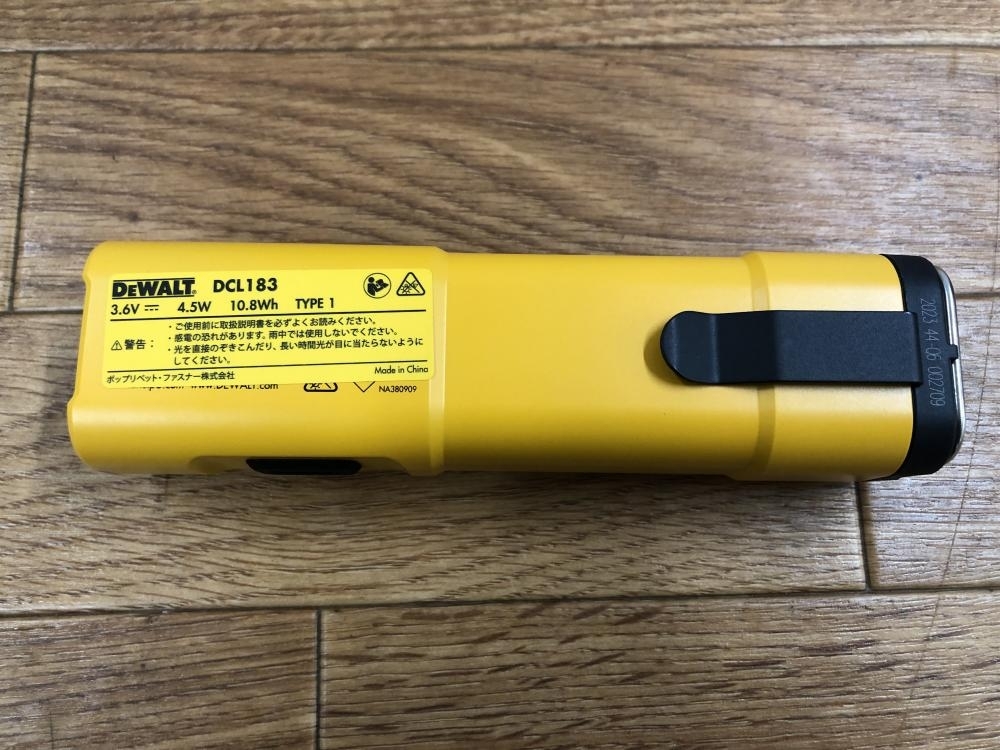 DEWALT® DCL183
3.6V 4.5W 10.8Wh TYPE 1
・ご使用前に取扱説明書を必ずよくお読みください。
・感電の恐れがあります。雨中では使用しないでください。
⚠警告：・光を直接のぞきこんだり、長い時間光が目に当たらないように
してください。
ポップリベット・ファスナー株式会社 Made in China
www.DEWALT.com NA380909
2023 44-06 002709